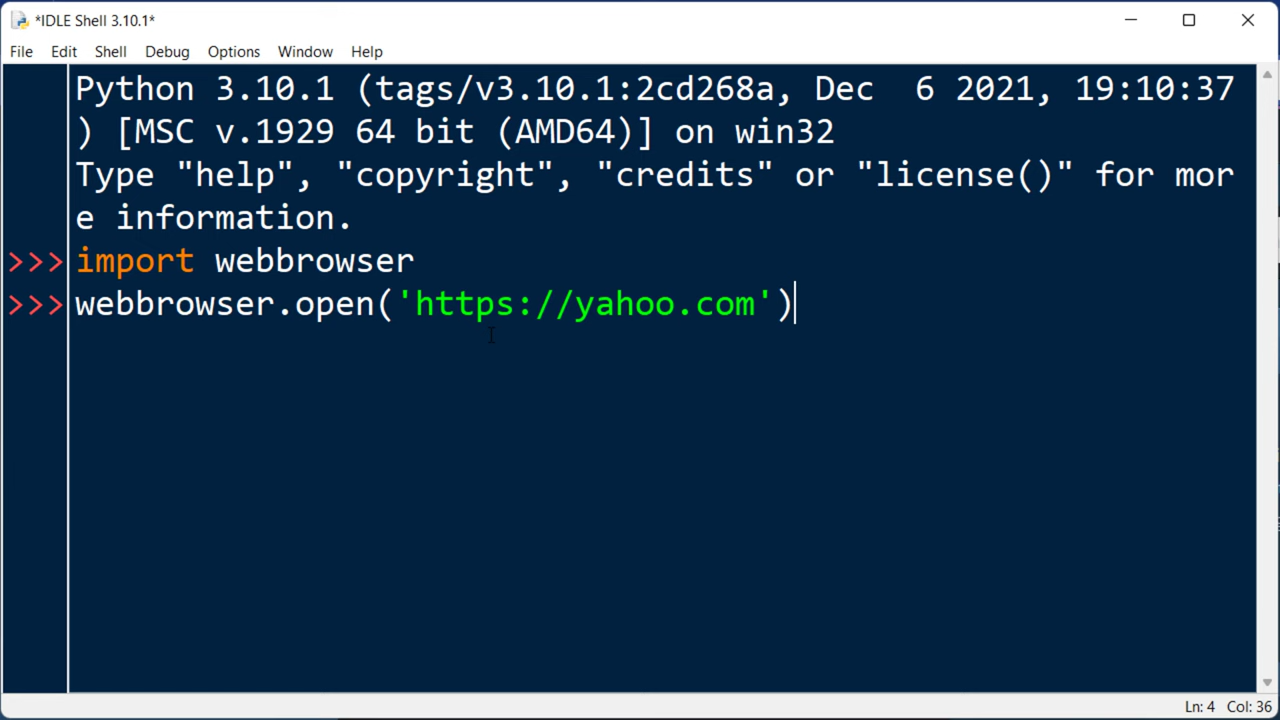 *IDLE Shell 3.10.1*
File Edit Shell Debug Options Window Help
Python 3.10.1 (tags/v3.10.1:2cd268a, Dec  6 2021, 19:10:37
) [MSC v.1929 64 bit (AMD64)] on win32
Type "help", "copyright", "credits" or "license()" for mor
e information.
>>> import webbrowser
>>> webbrowser.open('https://yahoo.com')
Ln: 4 Col: 36